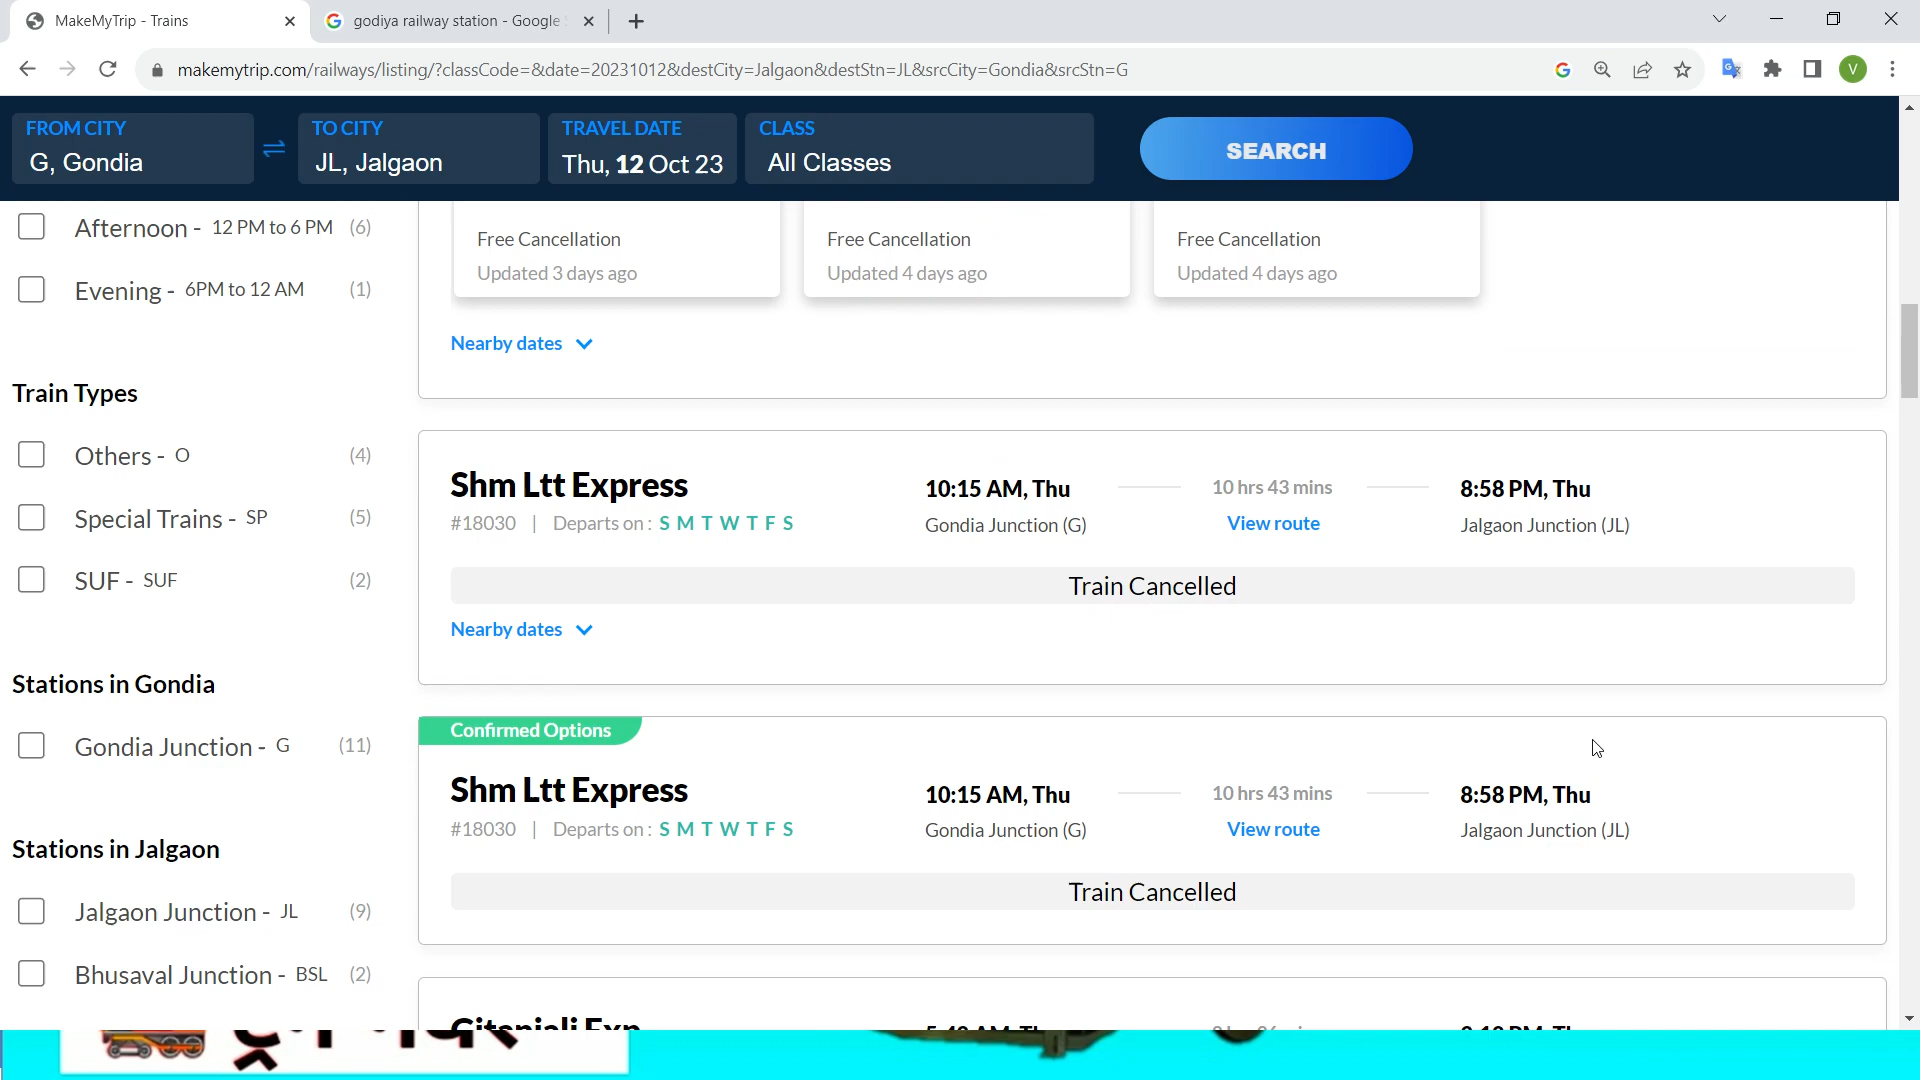 MakeMyTrip - Trains
godiya railway station - Google
makemytrip.com/railways/listing/?classCode=&date=20231012&destCity=Jalgaon&destStn=JL&srcCity=Gondia&srcStn=G
V
FROM CITY
G, Gondia
TO CITY
JL, Jalgaon
TRAVEL DATE
Thu, 12 Oct 23
CLASS
All Classes
SEARCH
Afternoon - 12 PM to 6 PM (6)
Evening - 6PM to 12 AM (1)
Train Types
Others - O (4)
Special Trains - SP (5)
SUF - SUF (2)
Stations in Gondia
Gondia Junction - G (11)
Stations in Jalgaon
Jalgaon Junction - JL (9)
Bhusaval Junction - BSL (2)
Free Cancellation
Updated 3 days ago
Free Cancellation
Updated 4 days ago
Free Cancellation
Updated 4 days ago
Nearby dates
Shm Ltt Express
#18030 | Departs on : S M T W T F S
10:15 AM, Thu
Gondia Junction (G)
10 hrs 43 mins
View route
8:58 PM, Thu
Jalgaon Junction (JL)
Train Cancelled
Nearby dates
Confirmed Options
Shm Ltt Express
#18030 | Departs on : S M T W T F S
10:15 AM, Thu
Gondia Junction (G)
10 hrs 43 mins
View route
8:58 PM, Thu
Jalgaon Junction (JL)
Train Cancelled
Gitanjali Exp